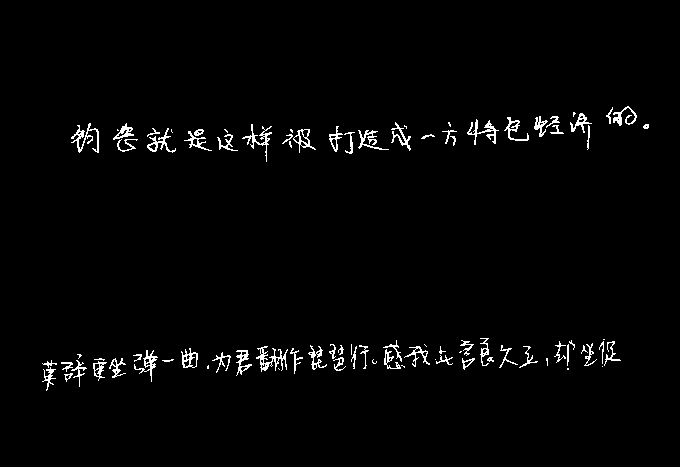 钧瓷就是这样被打造成一方特色经济的。
莫辞更坐弹一曲,为君翻作琵琶行。感我此言良久立,却坐促